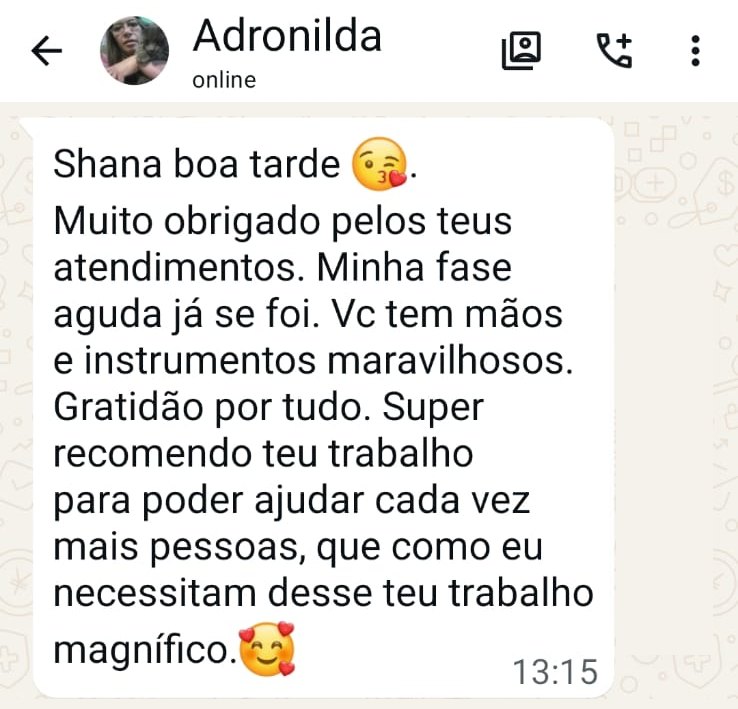 Adronilda
online
Shana boa tarde 😘.
Muito obrigado pelos teus
atendimentos. Minha fase
aguda já se foi. Vc tem mãos
e instrumentos maravilhosos.
Gratidão por tudo. Super
recomendo teu trabalho
para poder ajudar cada vez
mais pessoas, que como eu
necessitam desse teu trabalho
magnífico.🥰
13:15